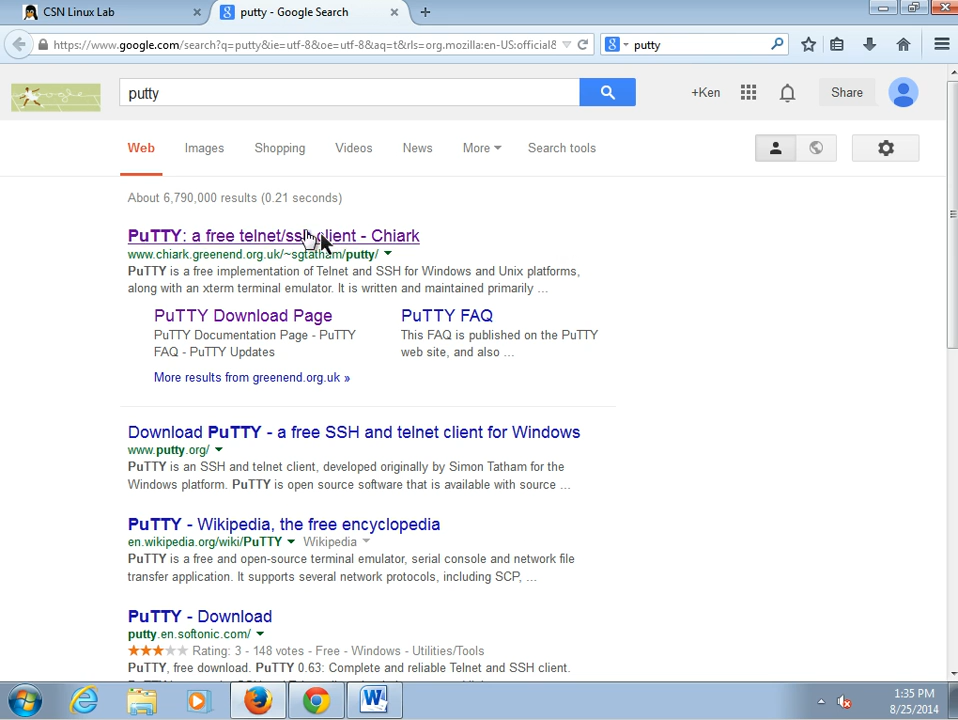 CSN Linux Lab
putty - Google Search
https://www.google.com/search?q=putty&ie=utf-8&oe=utf-8&aq=t&rls=org.mozilla:en-US:official&
putty
Google
putty
+Ken
Share
Web Images Shopping Videos News More Search tools
About 6,790,000 results (0.21 seconds)
PuTTY: a free telnet/ssh client - Chiark
www.chiark.greenend.org.uk/~sgtatham/putty/
PuTTY is a free implementation of Telnet and SSH for Windows and Unix platforms,
along with an xterm terminal emulator. It is written and maintained primarily ...
PuTTY Download Page
PuTTY Documentation Page - PuTTY
FAQ - PuTTY Updates
PuTTY FAQ
This FAQ is published on the PuTTY
web site, and also ...
More results from greenend.org.uk »
Download PuTTY - a free SSH and telnet client for Windows
www.putty.org/
PuTTY is an SSH and telnet client, developed originally by Simon Tatham for the
Windows platform. PuTTY is open source software that is available with source ...
PuTTY - Wikipedia, the free encyclopedia
en.wikipedia.org/wiki/PuTTY Wikipedia
PuTTY is a free and open-source terminal emulator, serial console and network file
transfer application. It supports several network protocols, including SCP, ...
PuTTY - Download
putty.en.softonic.com/
Rating: 3 - 148 votes - Free - Windows - Utilities/Tools
PuTTY, free download. PuTTY 0.63: Complete and reliable Telnet and SSH client.
1:35 PM
8/25/2014